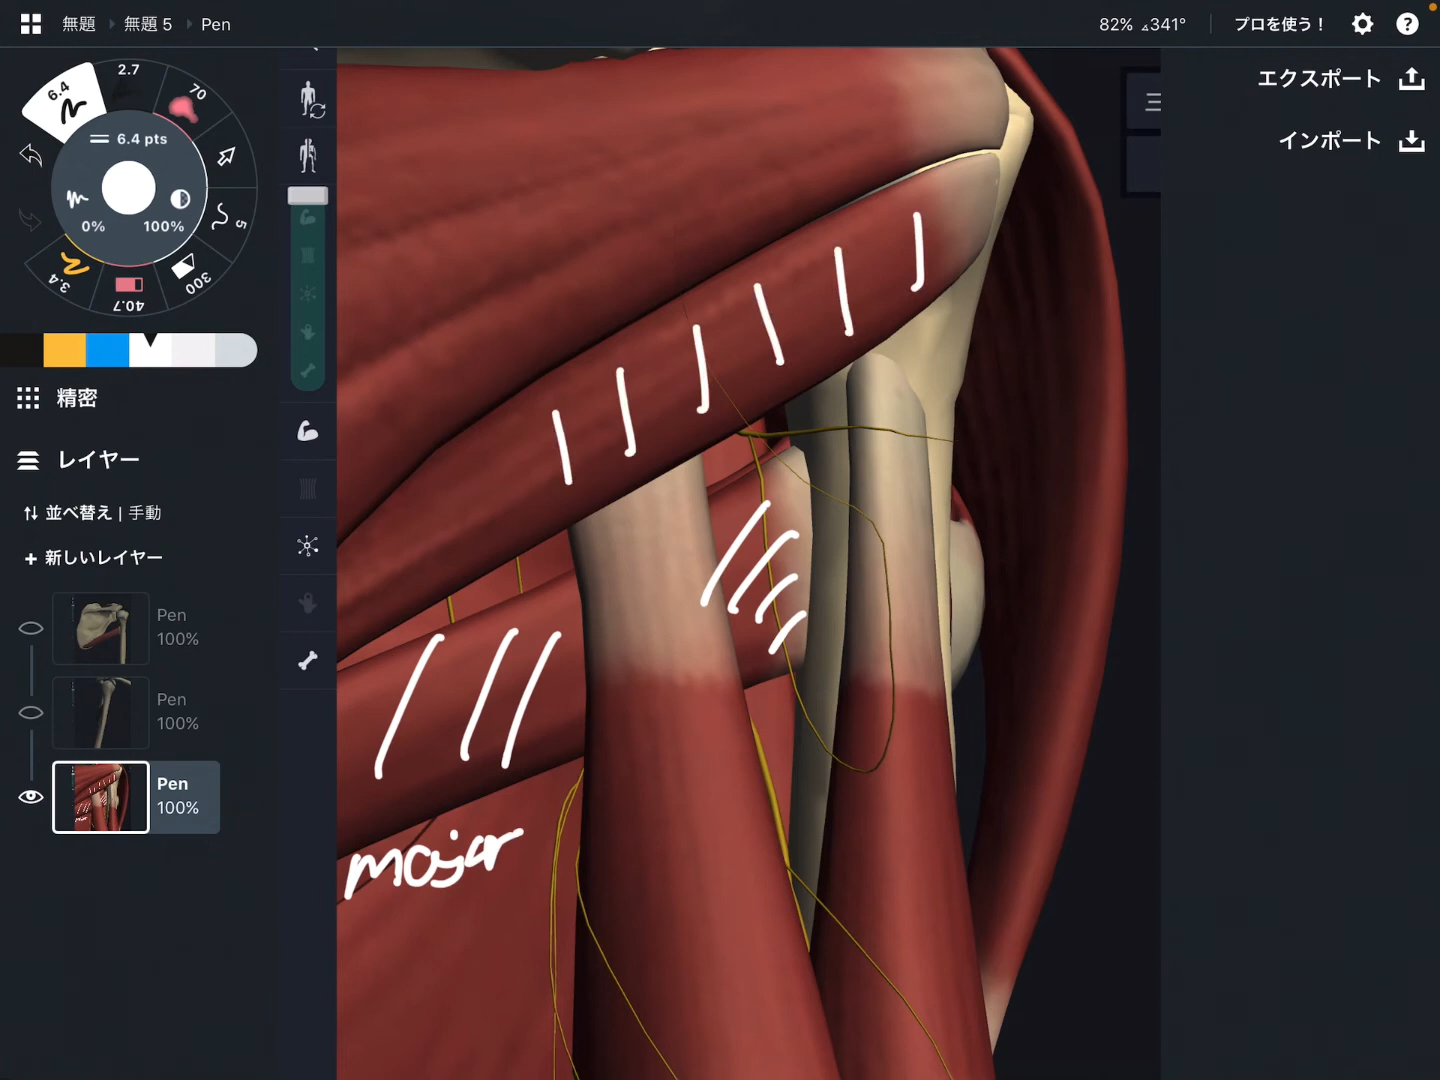 無題 無題 5 Pen
82% ∡341° プロを使う！
エクスポート
インポート
6.4
2.7
70
5
300
40.7
3.4
6.4 pts
0% 100%
精密
レイヤー
並べ替え | 手動
+ 新しいレイヤー
Pen
100%
Pen
100%
Pen
100%
major